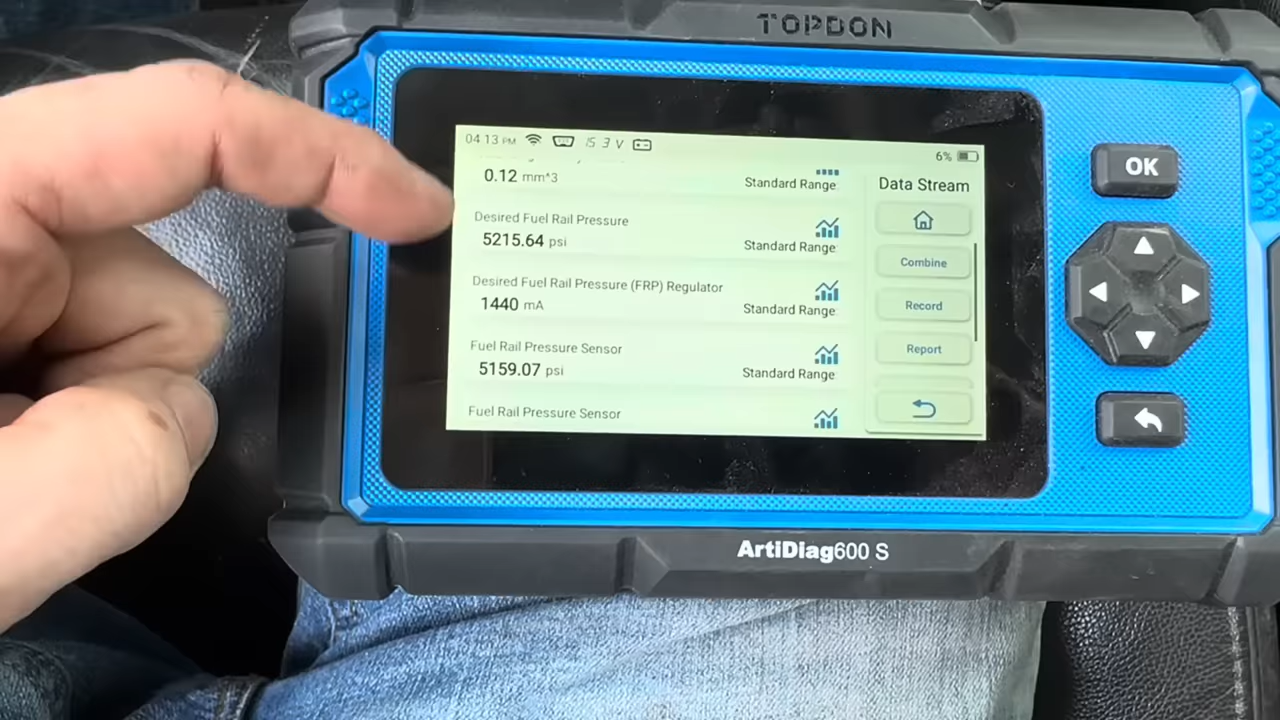 TOPDON
04 13 PM 15 3 V
6%
0.12 mm^3
Standard Range
Data Stream
Desired Fuel Rail Pressure
5215.64 psi
Standard Range
Combine
Desired Fuel Rail Pressure (FRP) Regulator
1440 mA
Standard Range
Record
Fuel Rail Pressure Sensor
5159.07 psi
Standard Range
Report
Fuel Rail Pressure Sensor
OK
ArtiDiag600 S